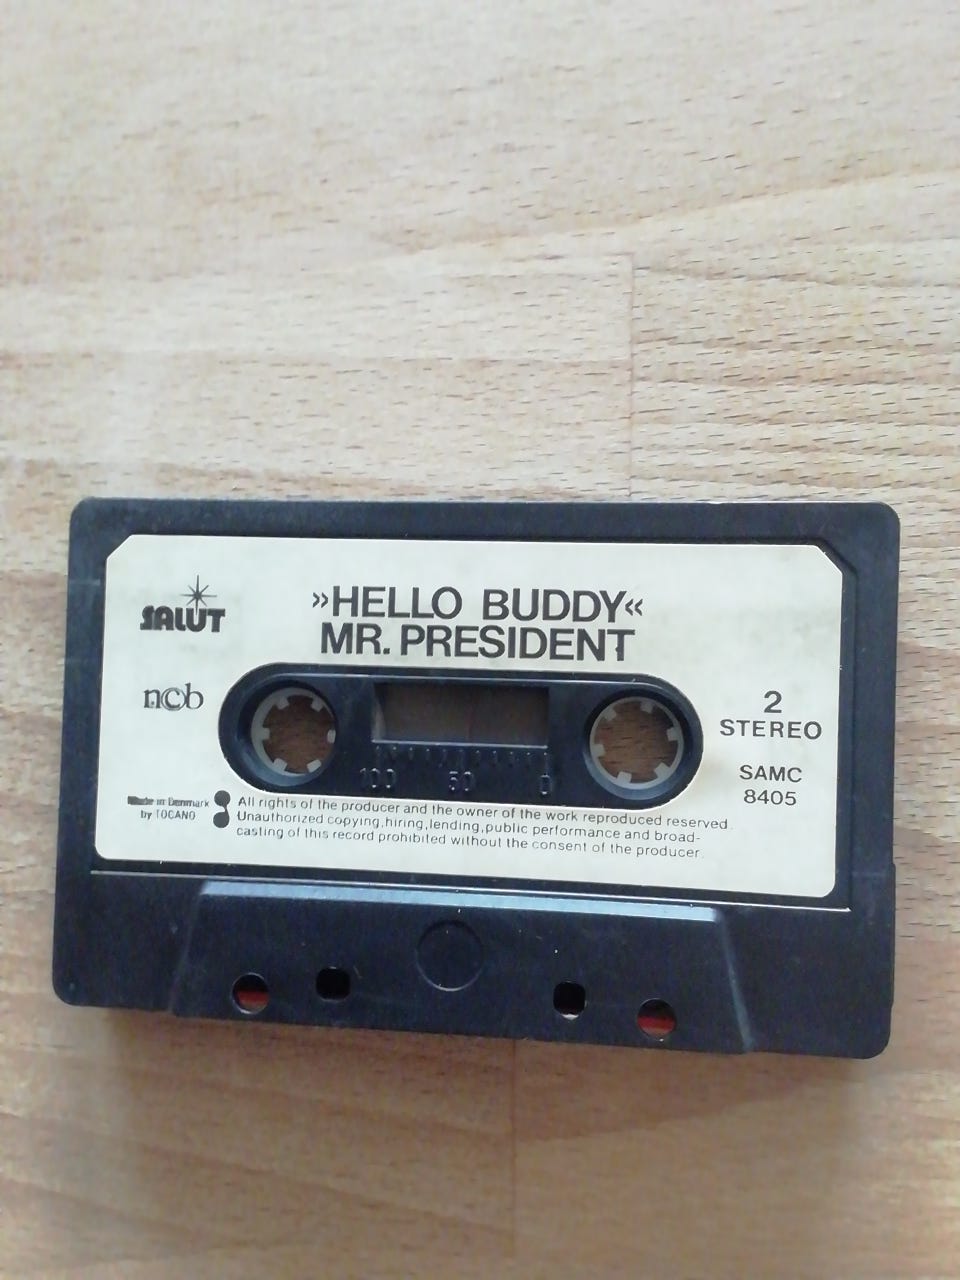 SALUT
»HELLO BUDDY«
MR. PRESIDENT
ncb
2
STEREO
SAMC
8405
100 50 0
Made in Denmark
by TOCANO
All rights of the producer and the owner of the work reproduced reserved.
Unauthorized copying,hiring,lending,public performance and broad-
casting of this record prohibited without the consent of the producer.